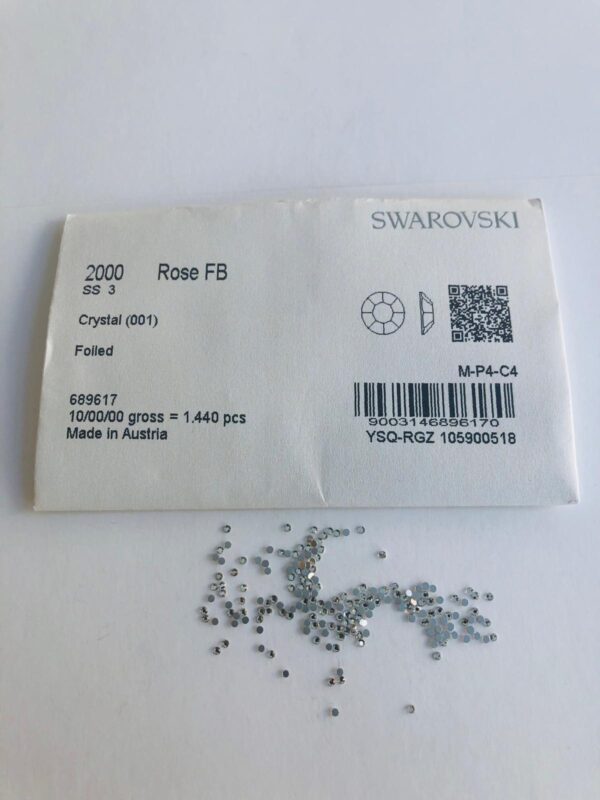 SWAROVSKI
2000 Rose FB
SS 3
Crystal (001)
Foiled
M-P4-C4
689617
10/00/00 gross = 1,440 pcs
Made in Austria
9003146896170
YSQ-RGZ 105900518